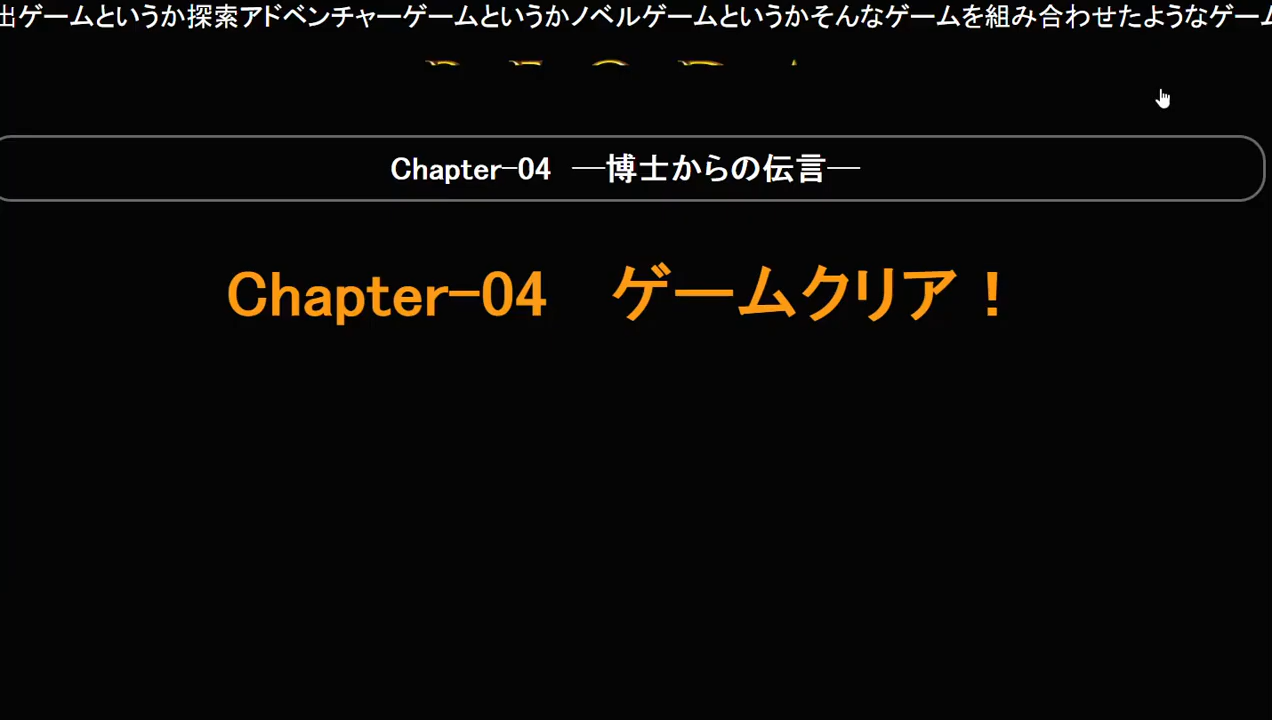 出ゲームというか探索アドベンチャーゲームというかノベルゲームというかそんなゲームを組み合わせたようなゲーム
Chapter-04 ―博士からの伝言―
Chapter-04 ゲームクリア！